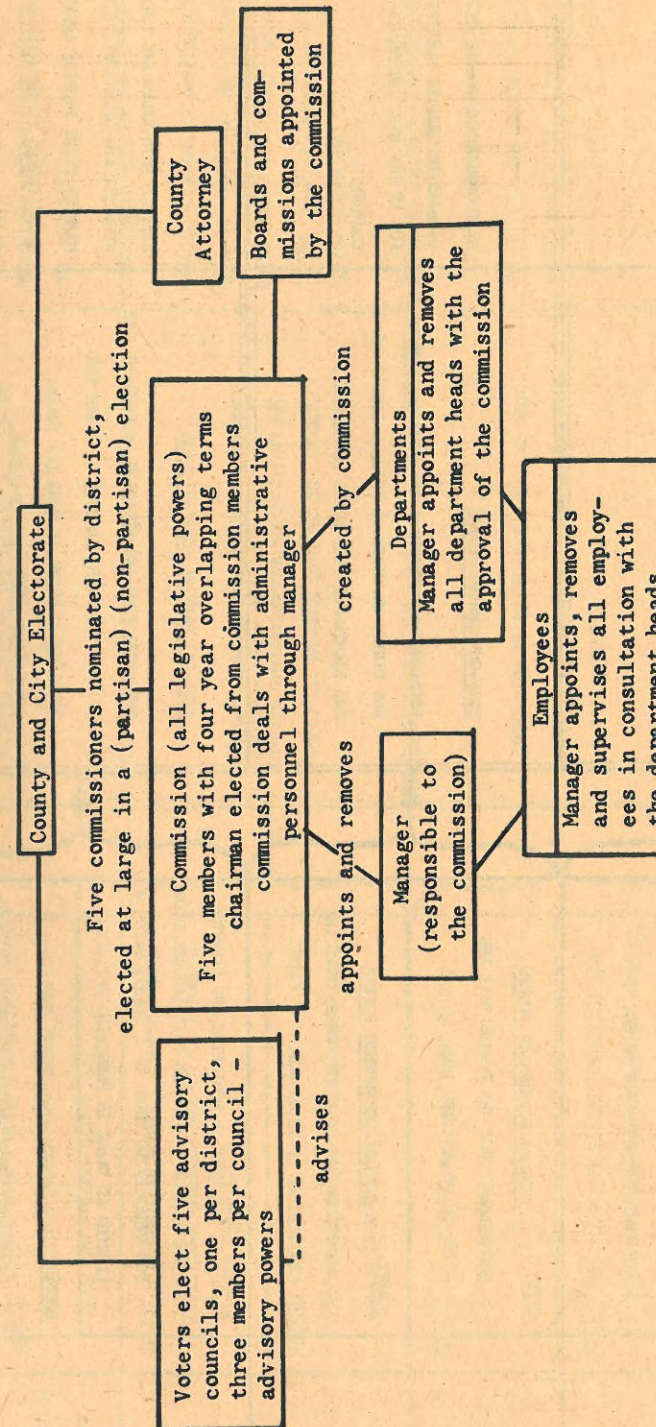 County and City Electorate
Five commissioners nominated by district,
elected at large in a (partisan) (non-partisan) election
Voters elect five advisory
councils, one per district,
three members per council -
advisory powers
Commission (all legislative powers)
Five members with four year overlapping terms
chairman elected from commission members
commission deals with administrative
personnel through manager
County
Attorney
Boards and com-
missions appointed
by the commission
advises
appoints and removes
created by commission
Manager
(responsible to
the commission)
Departments
Manager appoints and removes
all department heads with the
approval of the commission
Employees
Manager appoints, removes
and supervises all employ-
ees in consultation with
the department heads